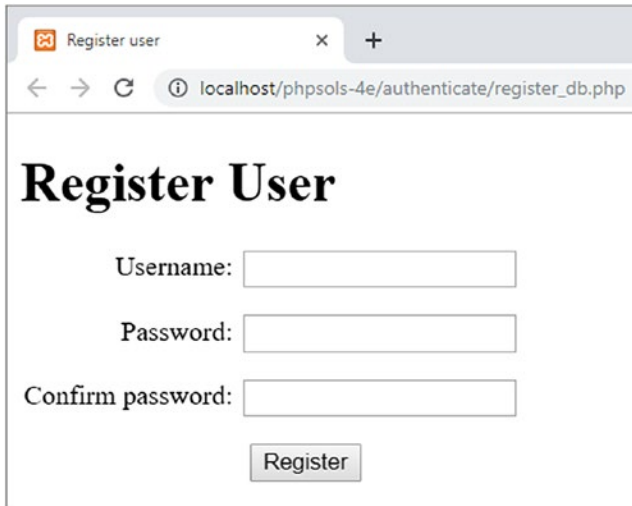 Register user
localhost/phpsols-4e/authenticate/register_db.php
Register User
Username:
Password:
Confirm password:
Register